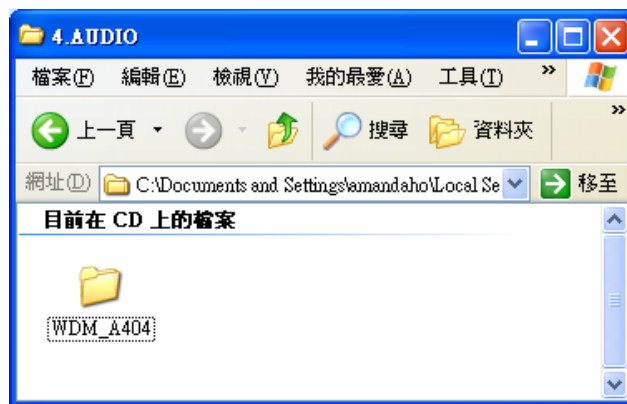 4.AUDIO
檔案(F) 編輯(E) 檢視(V) 我的最愛(A) 工具(T) »
上一頁 搜尋 資料夾 »
網址(D) C:\Documents and Settings\amandaho\Local Se 移至
目前在 CD 上的檔案
WDM_A404